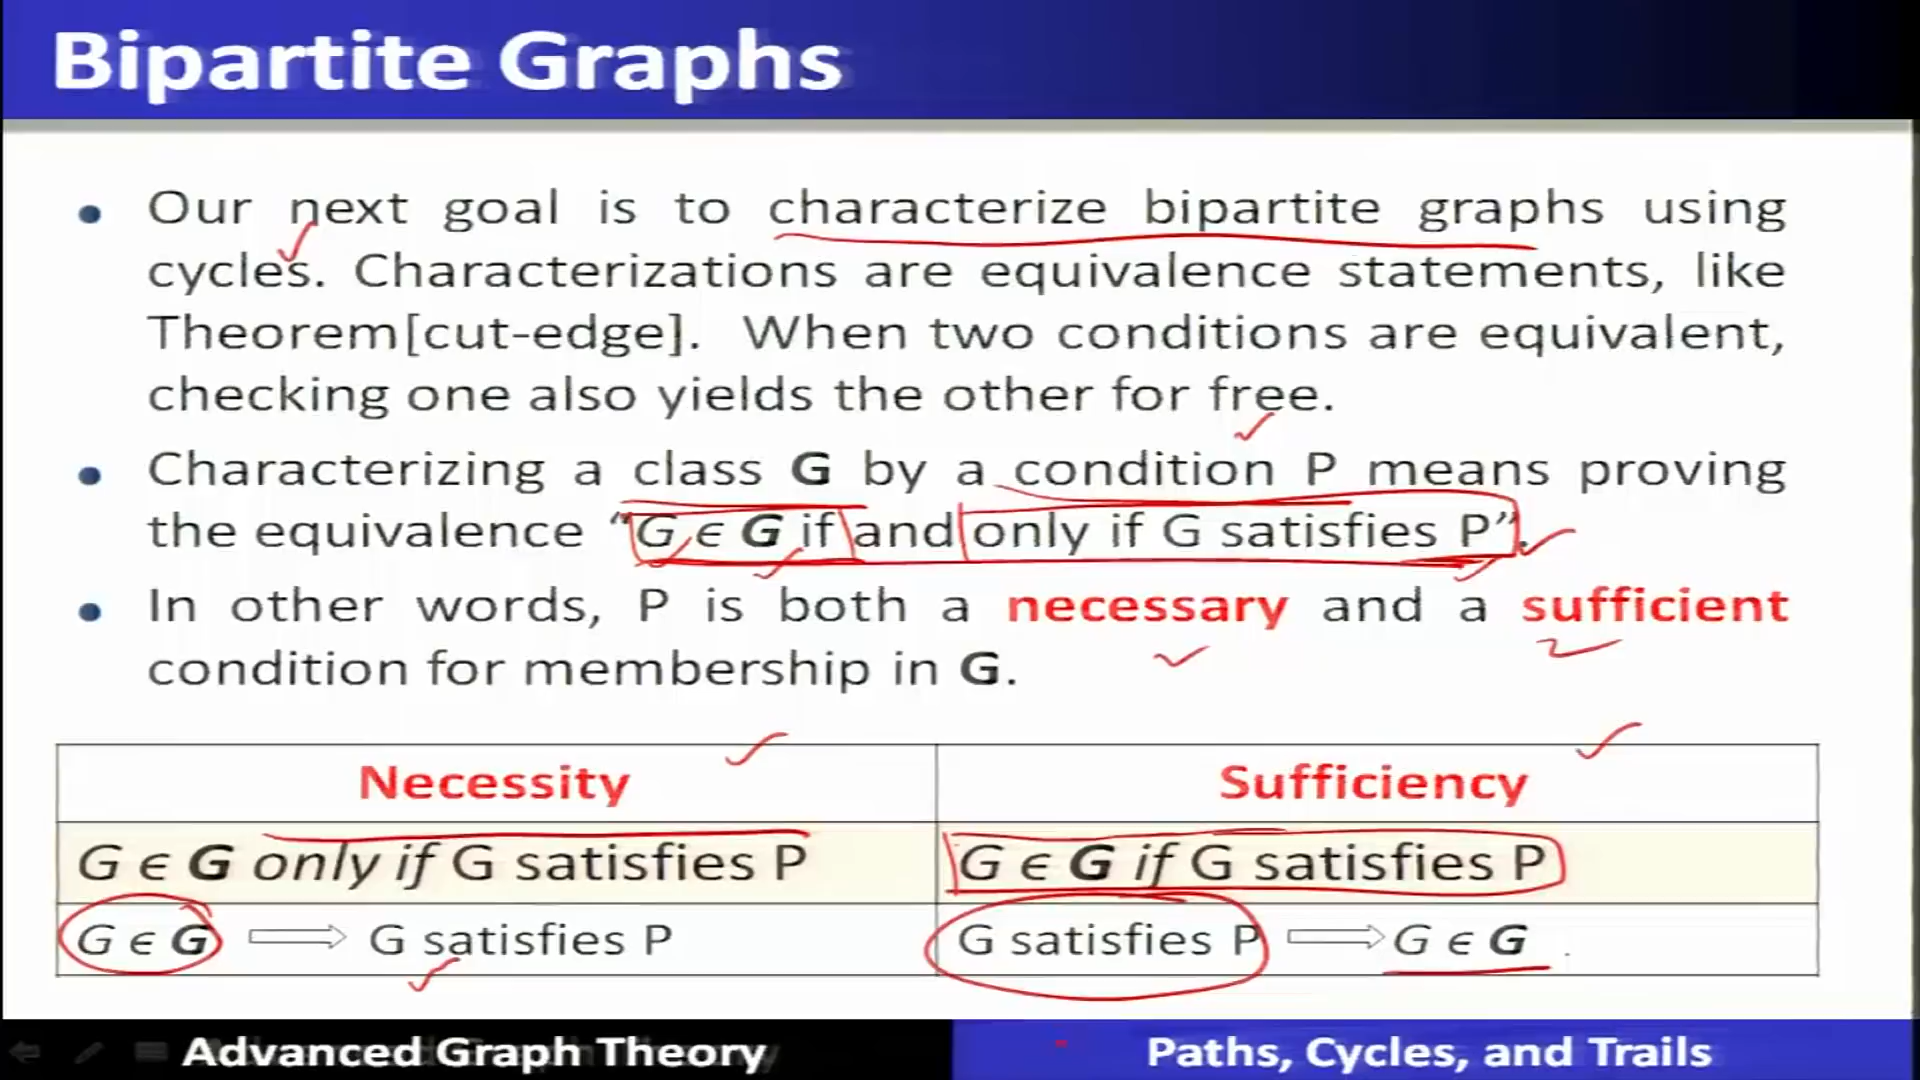 Bipartite Graphs
• Our next goal is to characterize bipartite graphs using
cycles. Characterizations are equivalence statements, like
Theorem[cut-edge]. When two conditions are equivalent,
checking one also yields the other for free.
• Characterizing a class G by a condition P means proving
the equivalence “G ϵ G if and only if G satisfies P”.
• In other words, P is both a necessary and a sufficient
condition for membership in G.
Necessity Sufficiency
G ϵ G only if G satisfies P G ϵ G if G satisfies P
G ϵ G ⇒ G satisfies P G satisfies P ⇒ G ϵ G
Advanced Graph Theory Paths, Cycles, and Trails